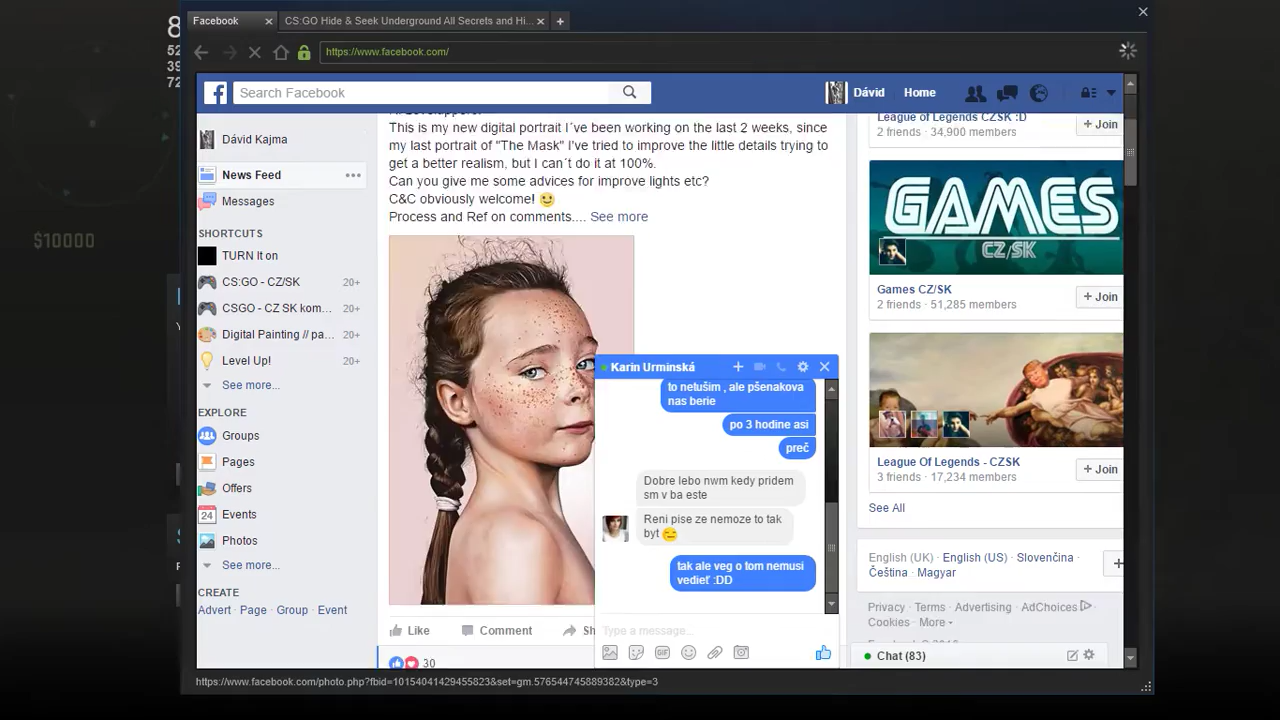 Facebook
CS:GO Hide & Seek Underground All Secrets and Hi...
https://www.facebook.com/
8
52
39
72
$10000
Search Facebook
Dávid
Home
Dávid Kajma
News Feed
Messages
SHORTCUTS
TURN It on
CS:GO - CZ/SK 20+
CSGO - CZ SK kom... 20+
Digital Painting // pa... 20+
Level Up! 20+
See more...
EXPLORE
Groups
Pages
Offers
24 Events
Photos
See more...
CREATE
Advert · Page · Group · Event
This is my new digital portrait I´ve been working on the last 2 weeks, since
my last portrait of "The Mask" I've tried to improve the little details trying to
get a better realism, but I can´t do it at 100%.
Can you give me some advices for improve lights etc?
C&C obviously welcome!
Process and Ref on comments.... See more
Like
Comment
Sh
30
Karin Urminská
to netušim , ale pšenakova
nas berie
po 3 hodine asi
preč
Dobre lebo nwm kedy pridem
sm v ba este
Reni pise ze nemoze to tak
byt
tak ale veg o tom nemusi
vedieť :DD
Type a message...
GIF
League of Legends CZSK :D
2 friends · 34,900 members
+ Join
GAMES
CZ/SK
Games CZ/SK
2 friends · 51,285 members
+ Join
League Of Legends - CZSK
3 friends · 17,234 members
+ Join
See All
English (UK) · English (US) · Slovenčina ·
Čeština · Magyar
Privacy · Terms · Advertising · AdChoices ·
Cookies · More
Chat (83)
https://www.facebook.com/photo.php?fbid=10154041429455823&set=gm.576544745889382&type=3